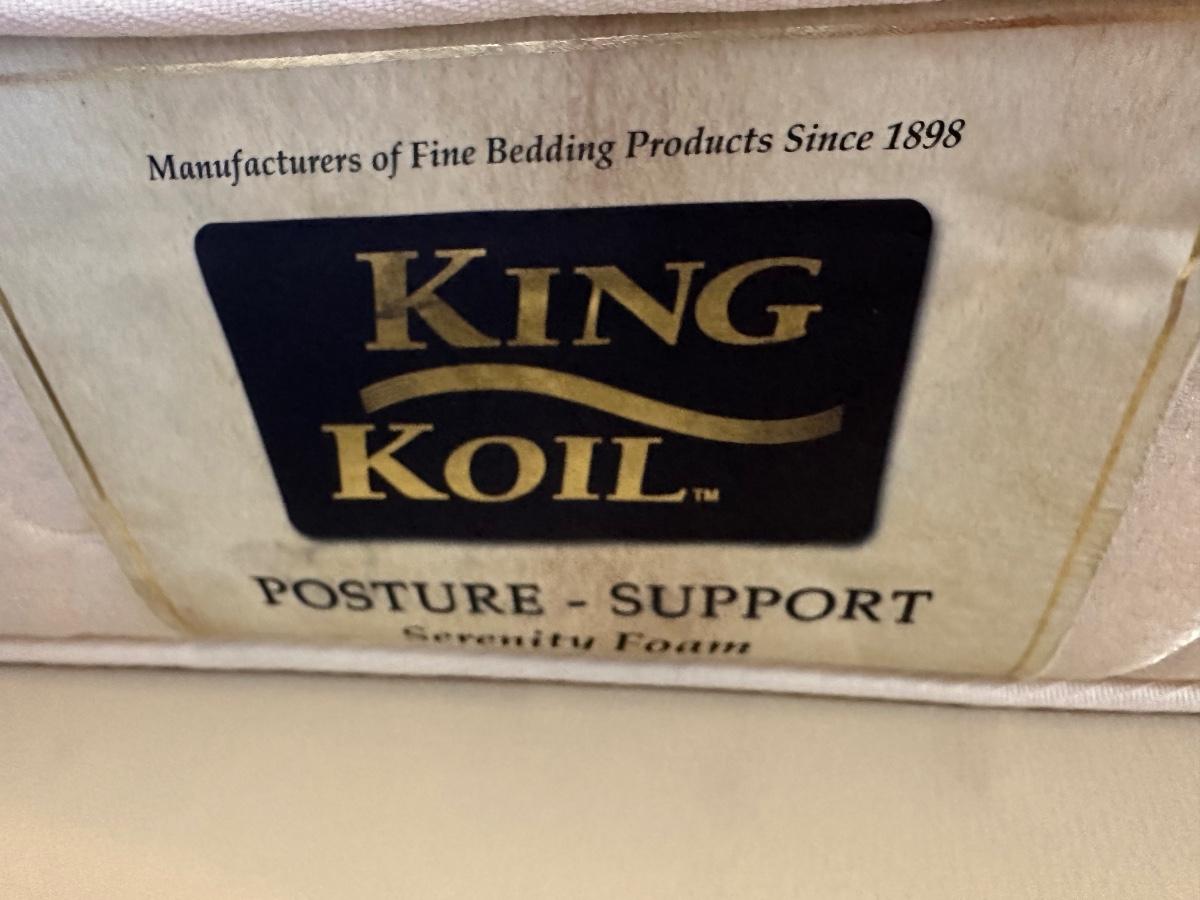 Manufacturers of Fine Bedding Products Since 1898
KING
KOIL™
POSTURE - SUPPORT
Serenity Foam